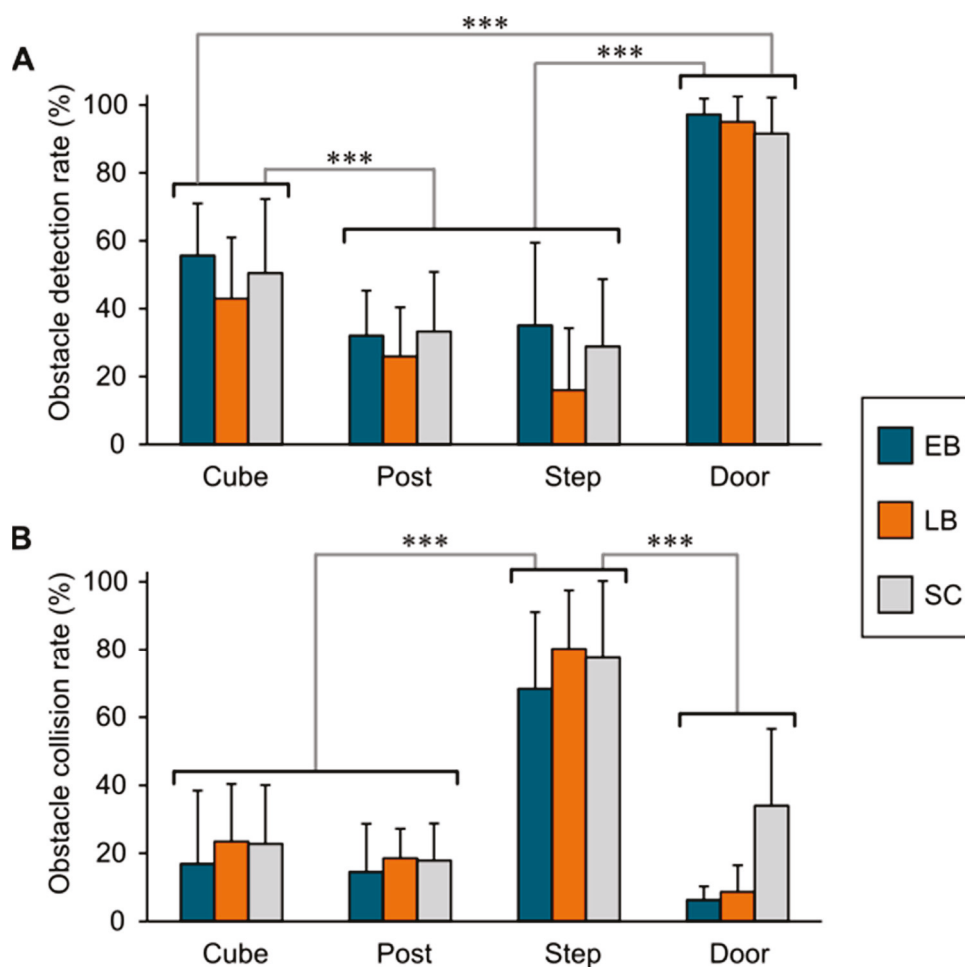 A
Obstacle detection rate (%)
100
80
60
40
20
0
***
***
***
Cube Post Step Door
EB
LB
SC
B
Obstacle collision rate (%)
100
80
60
40
20
0
***
***
Cube Post Step Door